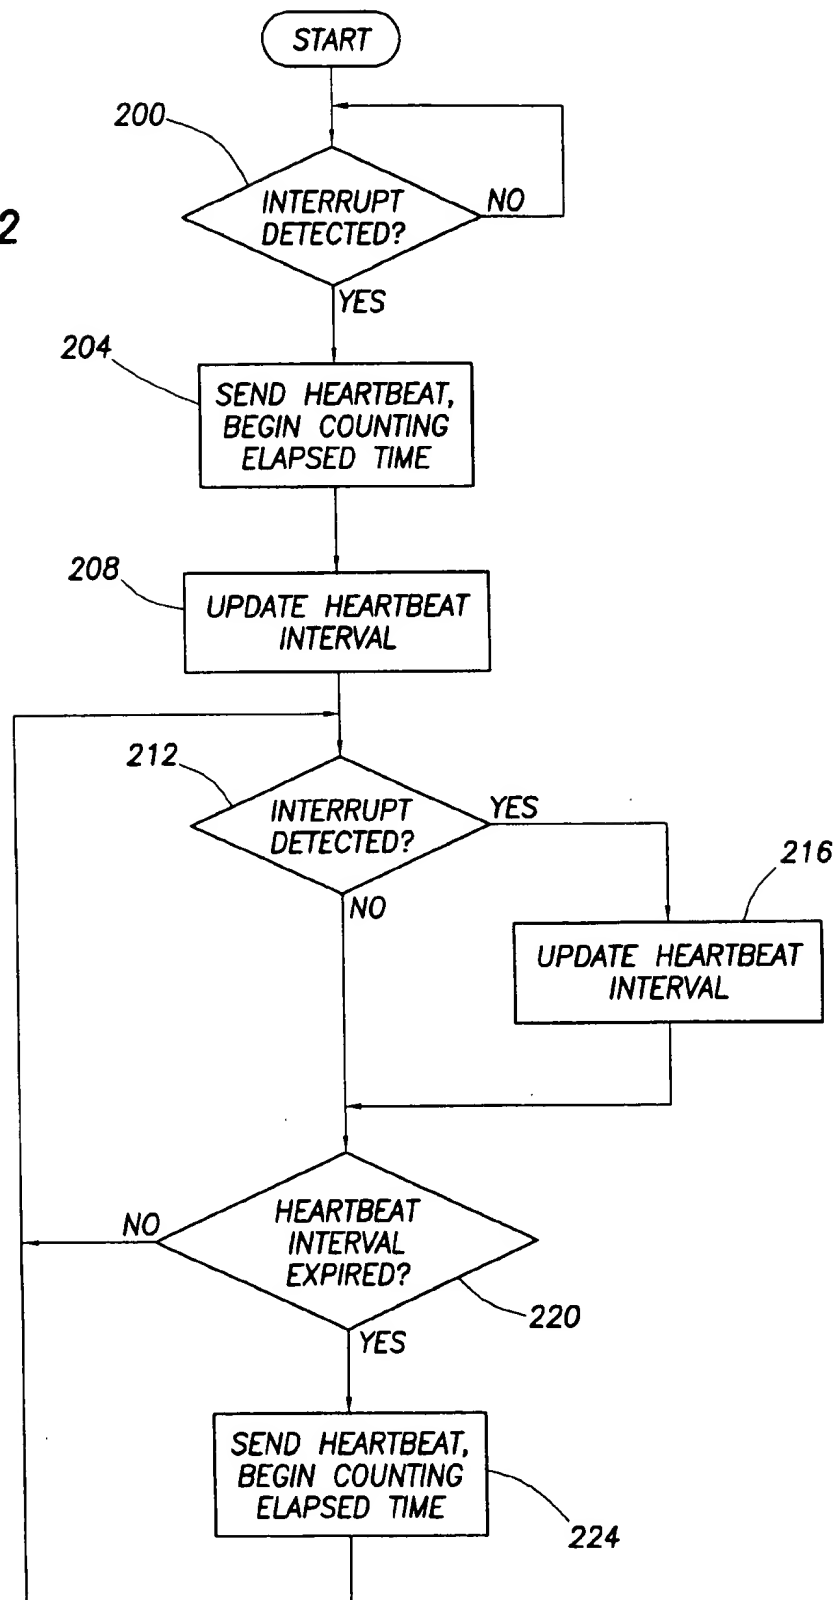 START
200
INTERRUPT
DETECTED?
NO
2
YES
204
SEND HEARTBEAT,
BEGIN COUNTING
ELAPSED TIME
208
UPDATE HEARTBEAT
INTERVAL
212
INTERRUPT
DETECTED?
YES
216
NO
UPDATE HEARTBEAT
INTERVAL
NO
HEARTBEAT
INTERVAL
EXPIRED?
220
YES
SEND HEARTBEAT,
BEGIN COUNTING
ELAPSED TIME
224